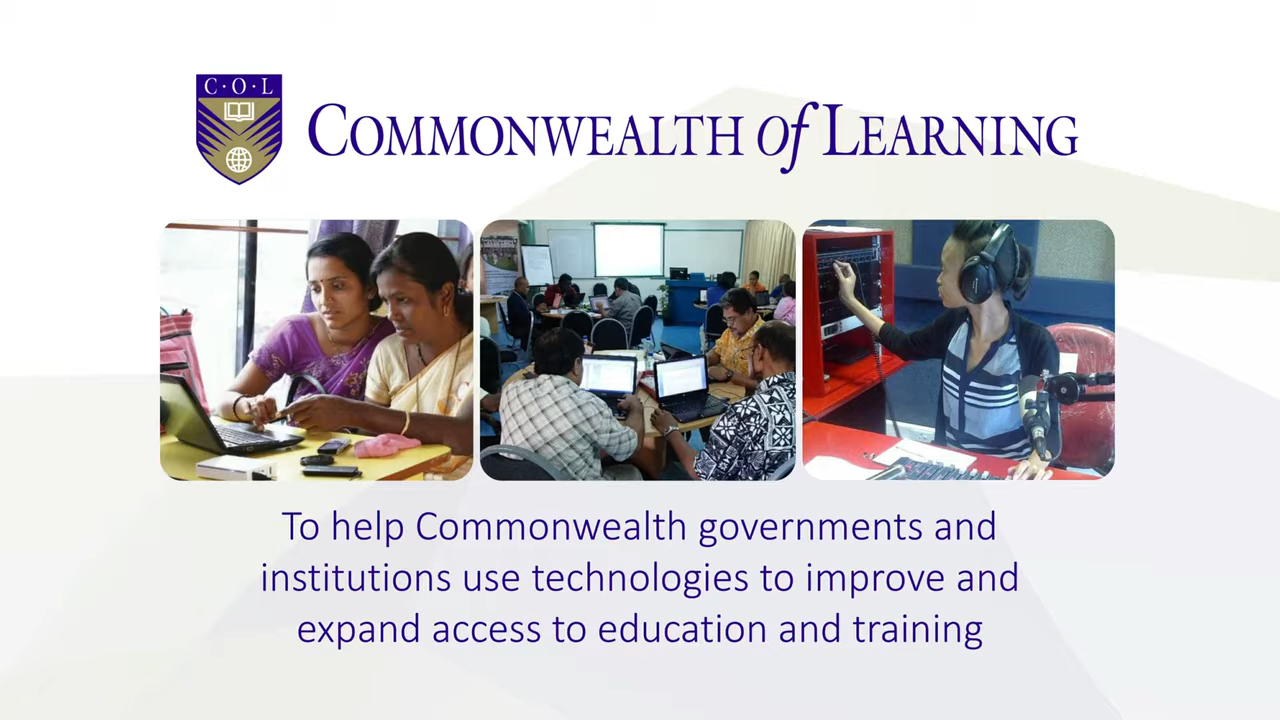 C·O·L
COMMONWEALTH of LEARNING
To help Commonwealth governments and
institutions use technologies to improve and
expand access to education and training